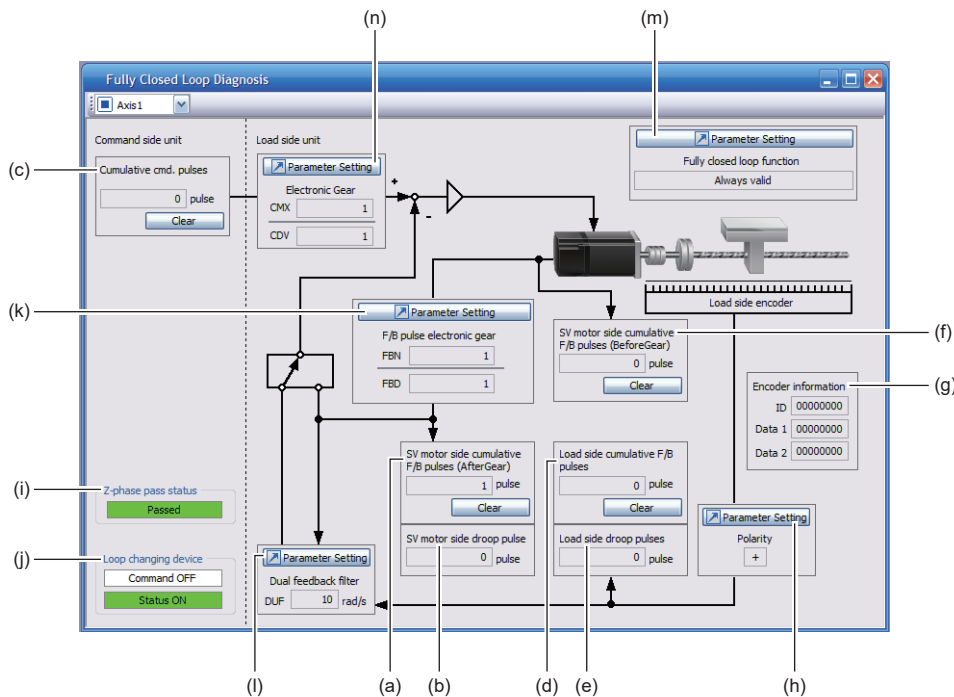 (n)
(m)
Fully Closed Loop Diagnosis
Axis1
Command side unit
Load side unit
(c)
Cumulative cmd. pulses
0 pulse
Clear
Parameter Setting
Electronic Gear
CMX 1
CDV 1
+
-
Parameter Setting
Fully closed loop function
Always valid
Load side encoder
(k)
Parameter Setting
F/B pulse electronic gear
FBN 1
FBD 1
SV motor side cumulative
F/B pulses (BeforeGear)
0 pulse
Clear
(f)
Encoder information
ID 00000000
Data 1 00000000
Data 2 00000000
(g)
SV motor side cumulative
F/B pulses (AfterGear)
1 pulse
Clear
SV motor side droop pulse
0 pulse
Load side cumulative F/B
pulses
0 pulse
Clear
Load side droop pulses
0 pulse
(i)
Z-phase pass status
Passed
(j)
Loop changing device
Command OFF
Status ON
Parameter Setting
Dual feedback filter
DUF 10 rad/s
Parameter Setting
Polarity
+
(l)
(a)
(b)
(d)
(e)
(h)